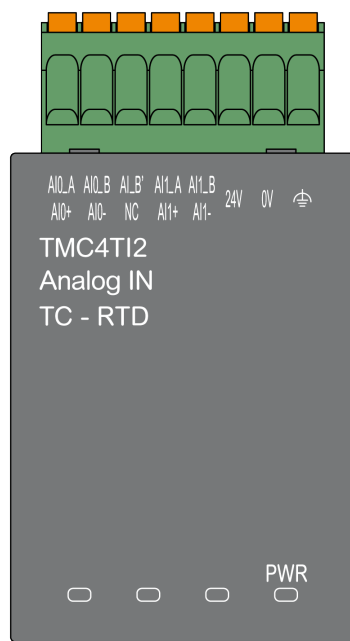 AI0_A AI0_B AI_B' AI1_A AI1_B
AI0+ AI0- NC AI1+ AI1- 24V 0V
TMC4TI2
Analog IN
TC - RTD
PWR